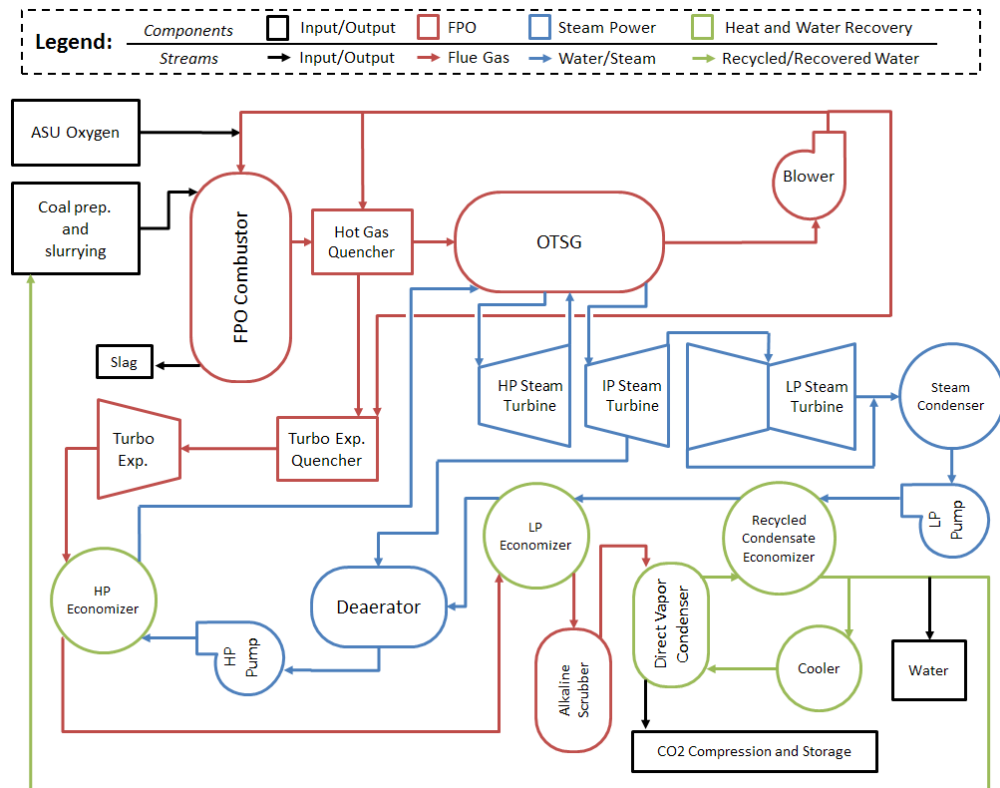 Legend:
Components
Input/Output
FPO
Steam Power
Heat and Water Recovery
Streams
Input/Output
Flue Gas
Water/Steam
Recycled/Recovered Water
ASU Oxygen
Coal prep.
and
slurrying
FPO Combustor
Hot Gas
Quencher
OTSG
Blower
Slag
HP Steam
Turbine
IP Steam
Turbine
LP Steam
Turbine
Steam
Condenser
Turbo
Exp.
Turbo Exp.
Quencher
LP
Pump
LP
Economizer
Recycled
Condensate
Economizer
HP
Economizer
Deaerator
HP
Pump
Alkaline
Scrubber
Direct Vapor
Condenser
Cooler
Water
CO2 Compression and Storage